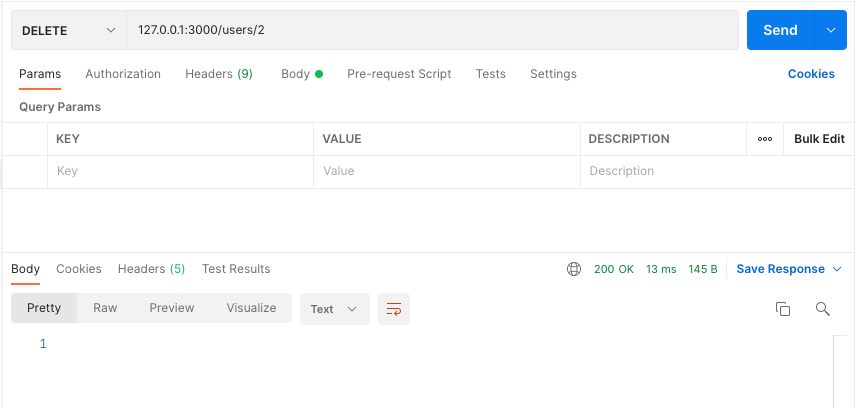 DELETE 127.0.0.1:3000/users/2 Send
Params Authorization Headers (9) Body Pre-request Script Tests Settings Cookies
Query Params
KEY VALUE DESCRIPTION ooo Bulk Edit
Key Value Description
Body Cookies Headers (5) Test Results 200 OK 13 ms 145 B Save Response
Pretty Raw Preview Visualize Text
1